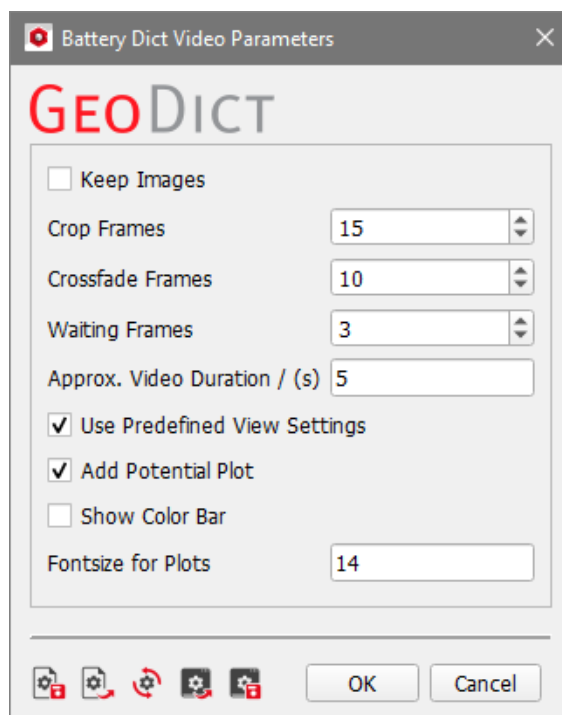 Battery Dict Video Parameters
GEODICT
Keep Images
Crop Frames 15
Crossfade Frames 10
Waiting Frames 3
Approx. Video Duration / (s) 5
Use Predefined View Settings
Add Potential Plot
Show Color Bar
Fontsize for Plots 14
OK Cancel